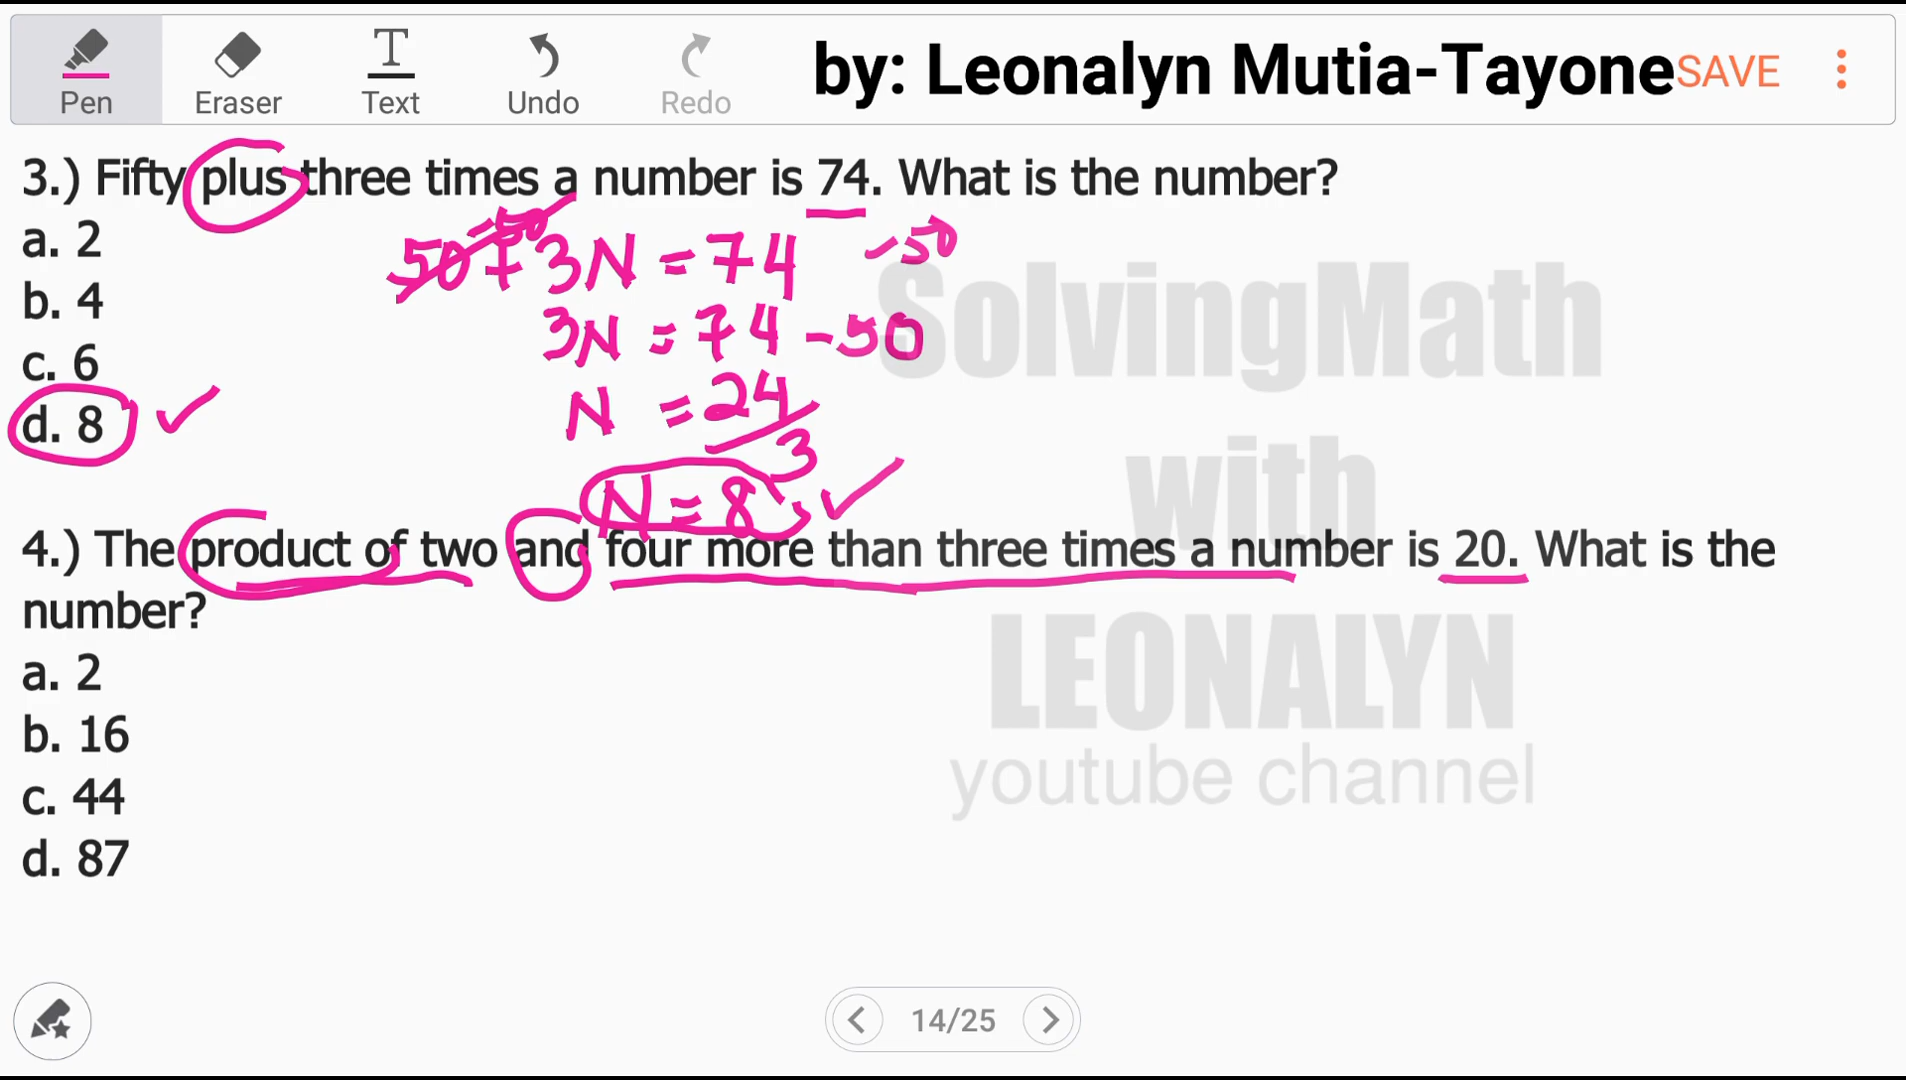 Pen
Eraser
Text
Undo
Redo
by: Leonalyn Mutia-Tayone
SAVE
3.) Fifty plus three times a number is 74. What is the number?
a. 2
b. 4
c. 6
d. 8
-50
50+3N=74 -50
3N=74-50
N=24/3
N=8
SolvingMath
with
LEONALYN
youtube channel
4.) The product of two and four more than three times a number is 20. What is the
number?
a. 2
b. 16
c. 44
d. 87
14/25